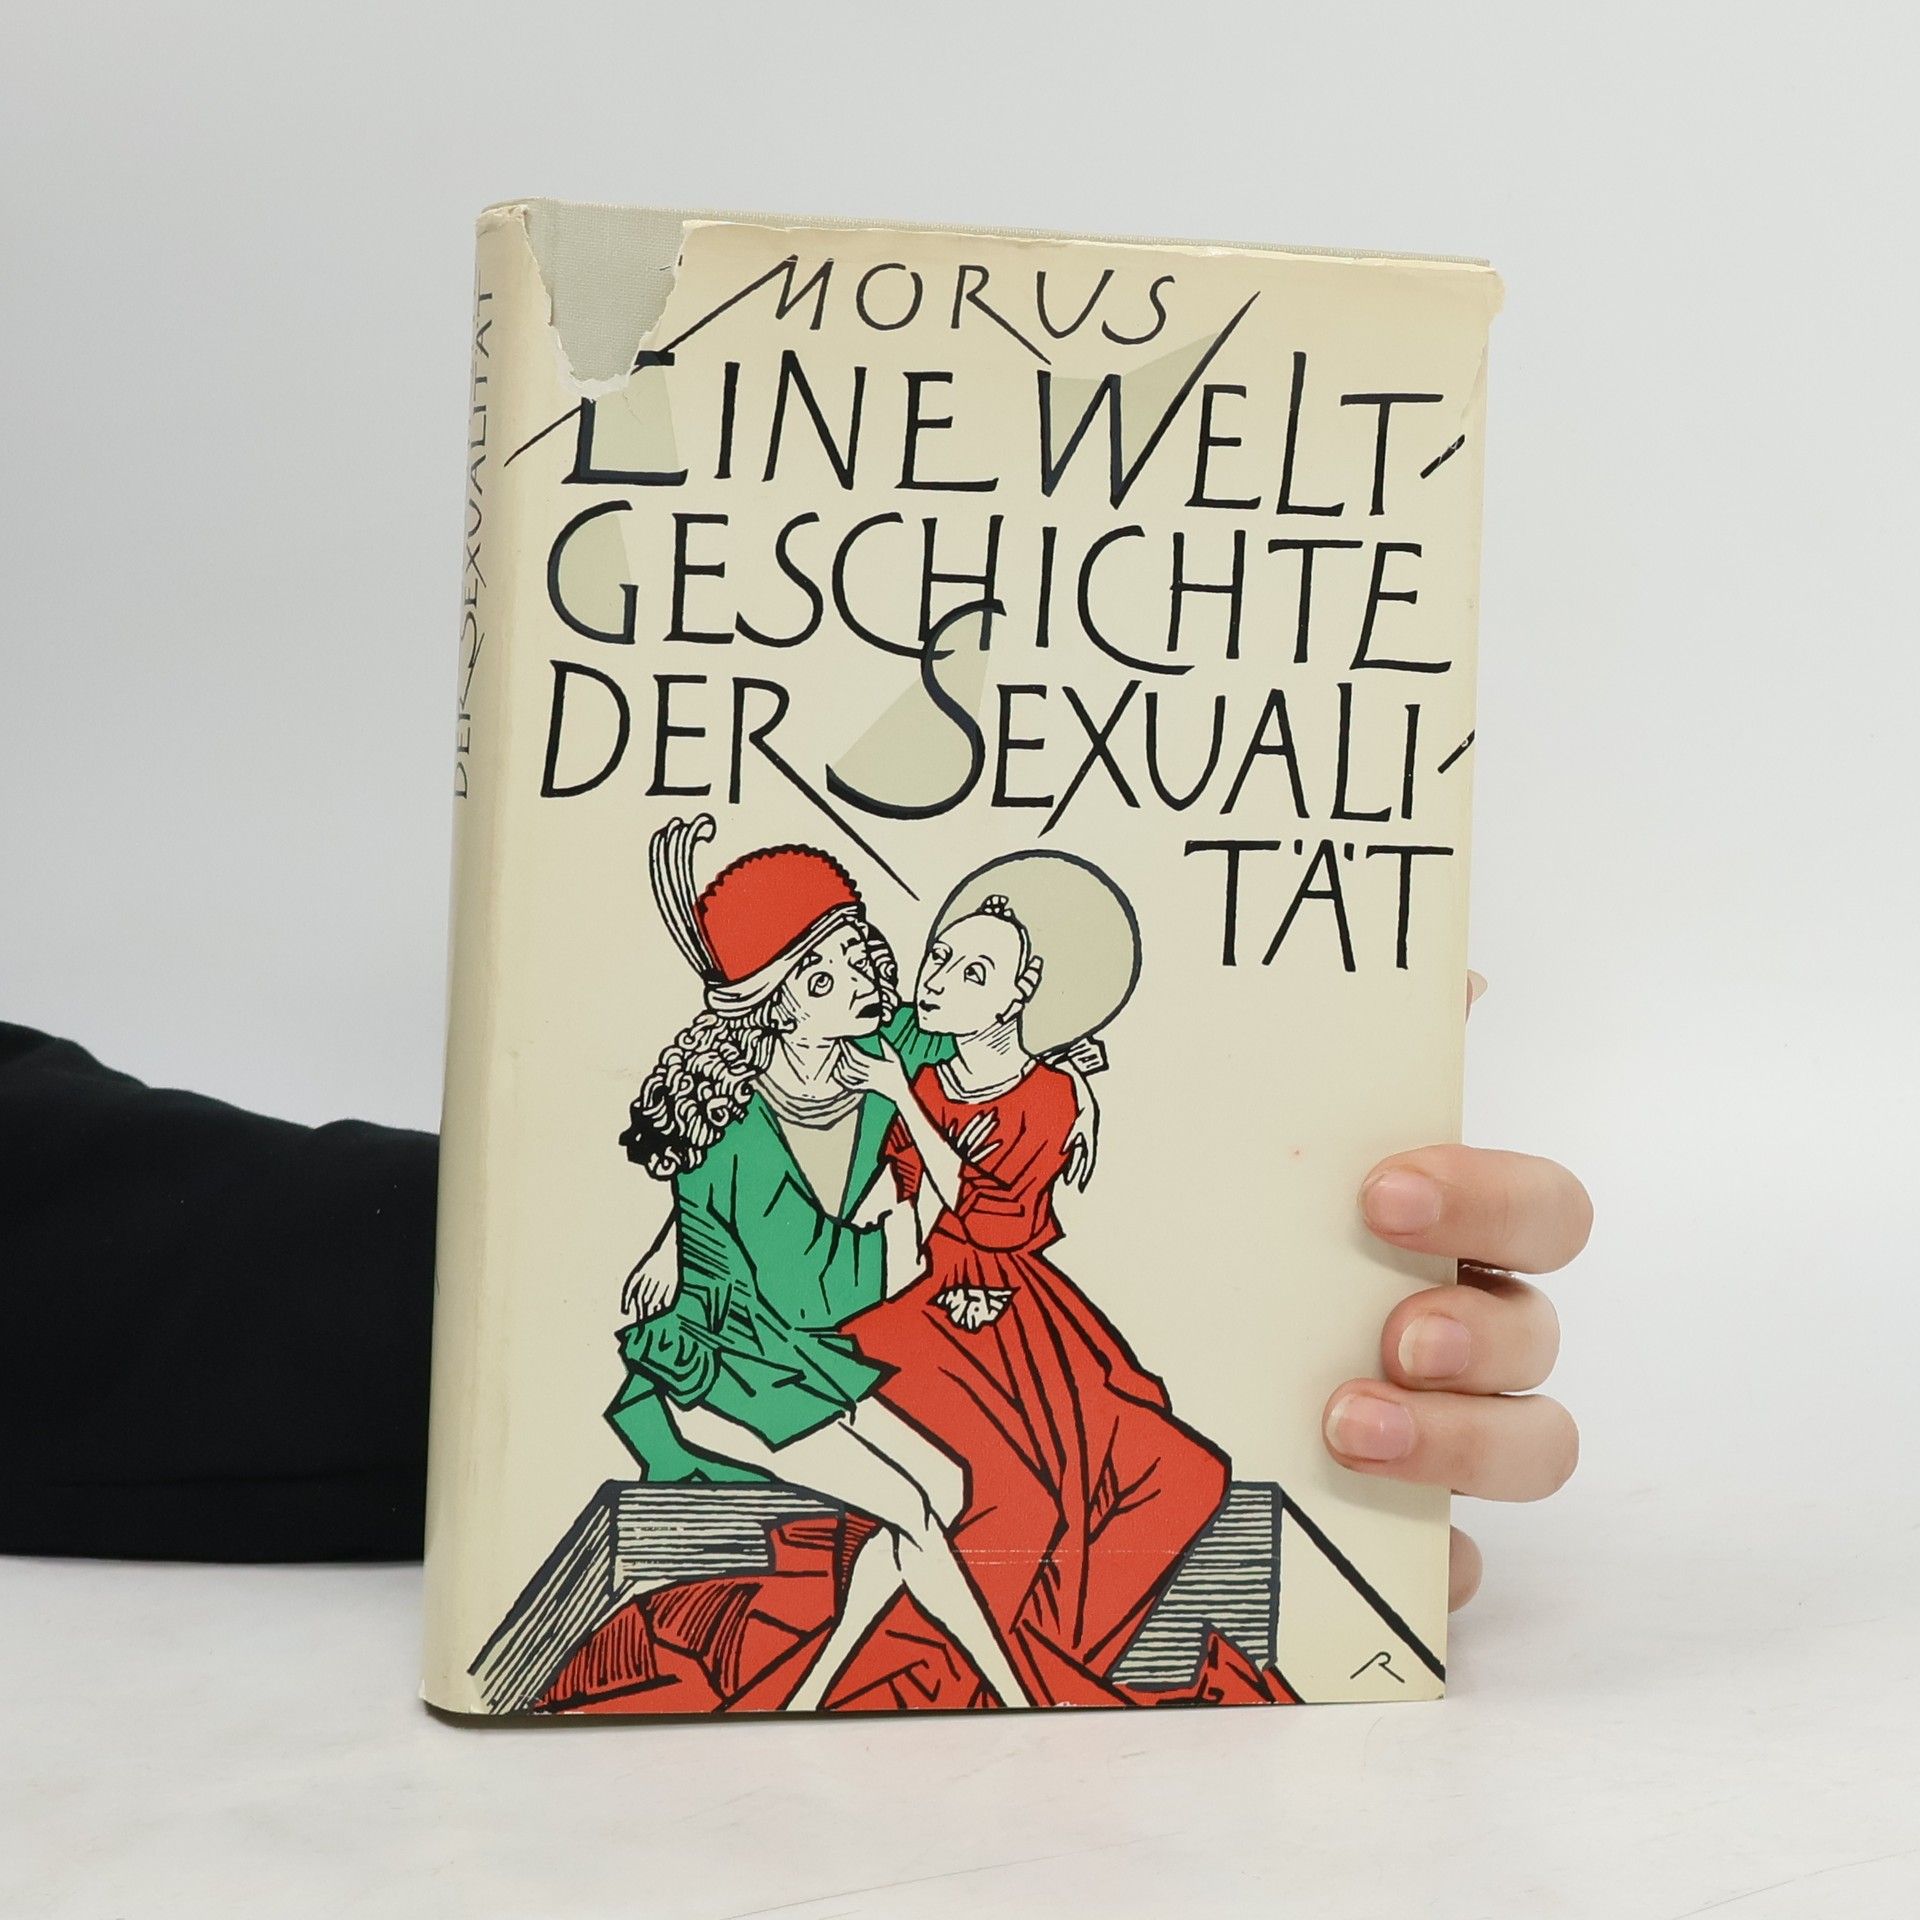 MORUS
EINE WELT-
GESCHICHTE
DER SEXUALI-
TÄT
R
DER SEXUALITÄT